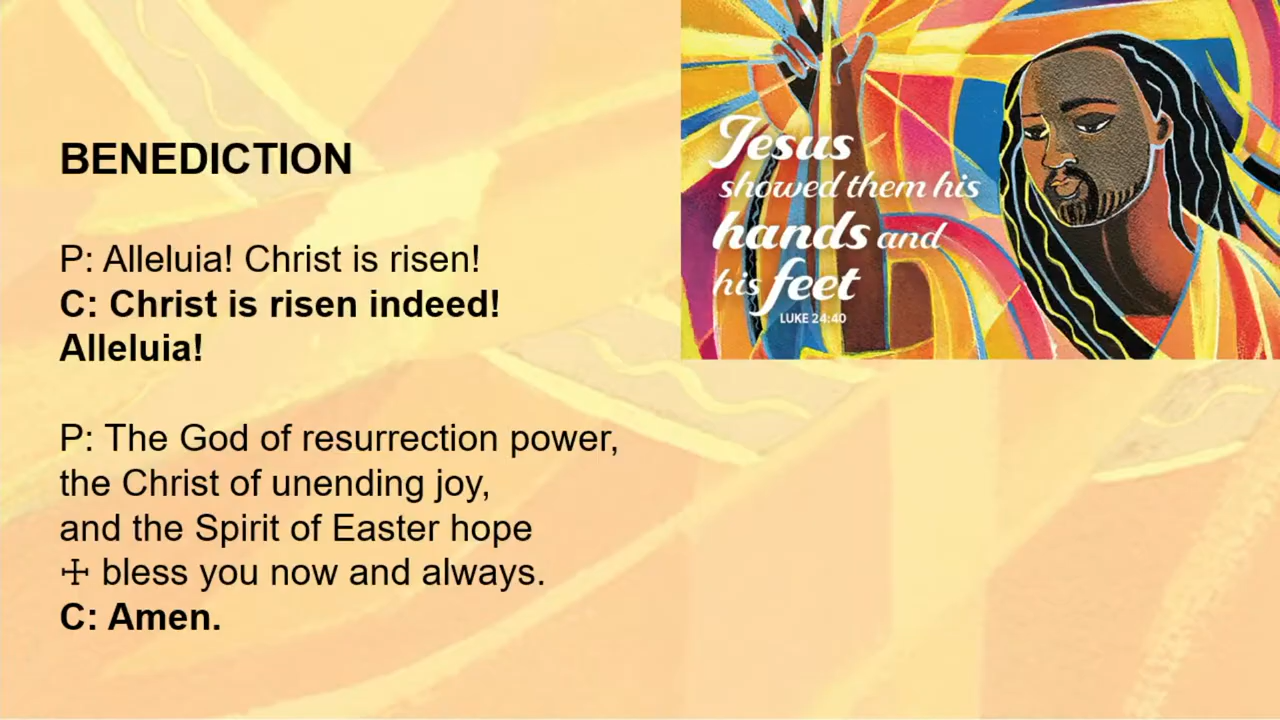 BENEDICTION
P: Alleluia! Christ is risen!
C: Christ is risen indeed!
Alleluia!
P: The God of resurrection power,
the Christ of unending joy,
and the Spirit of Easter hope
☩ bless you now and always.
C: Amen.
Jesus
showed them his
hands and
his feet
LUKE 24:40